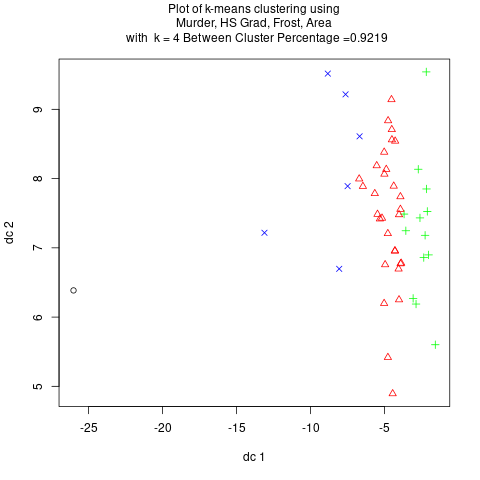 Plot of k-means clustering using
Murder, HS Grad, Frost, Area
with  k = 4 Between Cluster Percentage =0.9219
9
8
7
6
5
dc 2
-25
-20
-15
-10
-5
dc 1